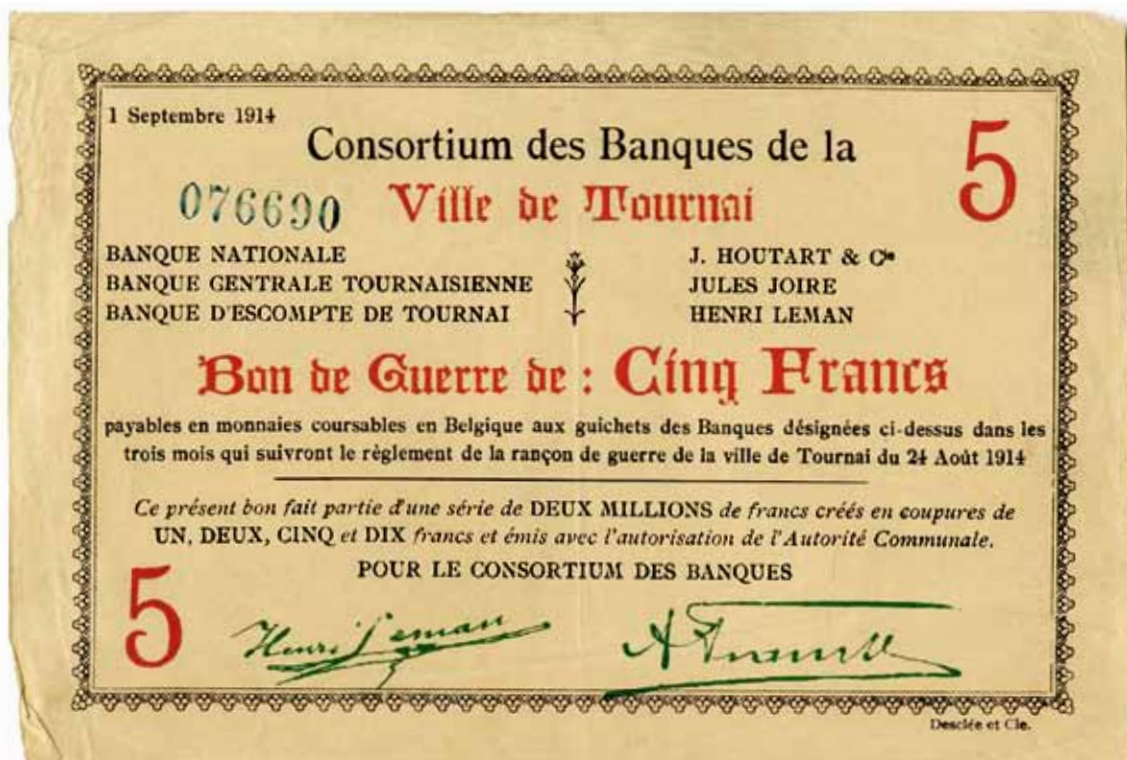 1 Septembre 1914
Consortium des Banques de la
5
076690
Ville de Tournai
BANQUE NATIONALE
J. HOUTART & Cie
BANQUE CENTRALE TOURNAISIENNE
JULES JOIRE
BANQUE D'ESCOMPTE DE TOURNAI
HENRI LEMAN
Bon de Guerre de : Cinq Francs
payables en monnaies coursables en Belgique aux guichets des Banques désignées ci-dessus dans les
trois mois qui suivront le règlement de la rançon de guerre de la ville de Tournai du 24 Août 1914
Ce présent bon fait partie d'une série de DEUX MILLIONS de francs créés en coupures de
UN, DEUX, CINQ et DIX francs et émis avec l'autorisation de l'Autorité Communale.
POUR LE CONSORTIUM DES BANQUES
5
Henri Leman
Desclée et Cie.